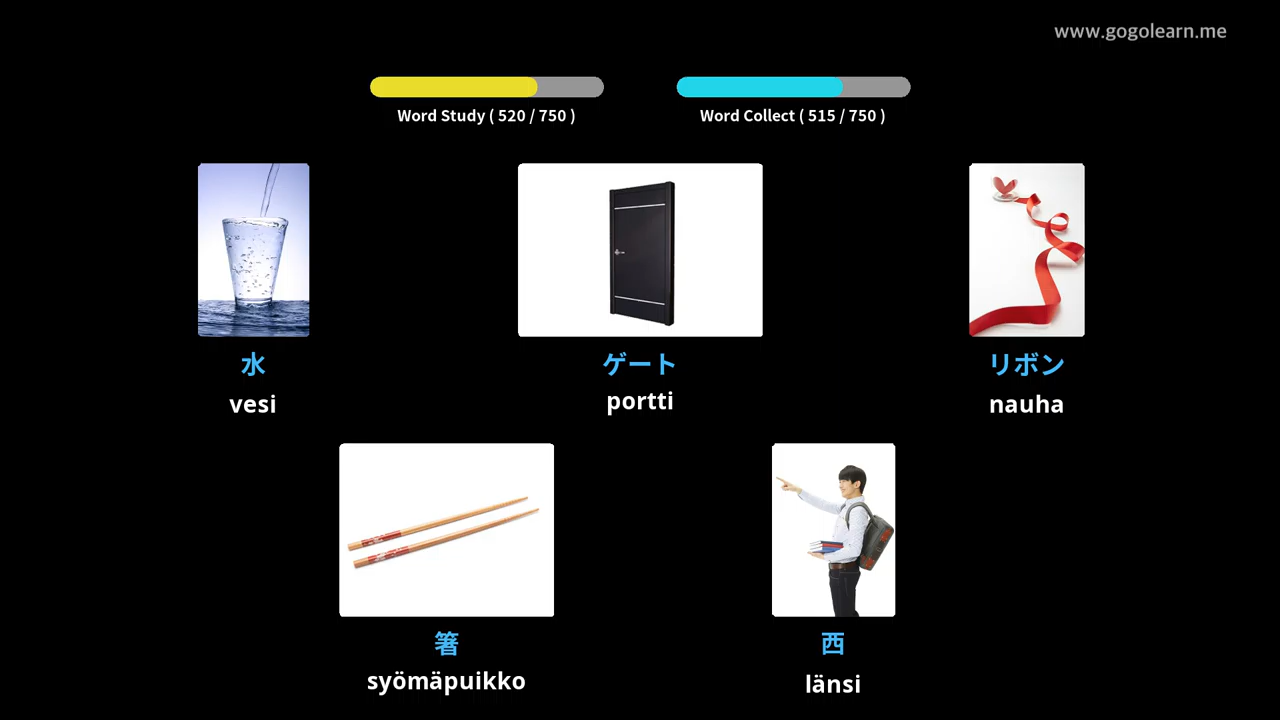 www.gogolearn.me
Word Study ( 520 / 750 )
Word Collect ( 515 / 750 )
水
vesi
ゲート
portti
リボン
nauha
箸
syömäpuikko
西
länsi